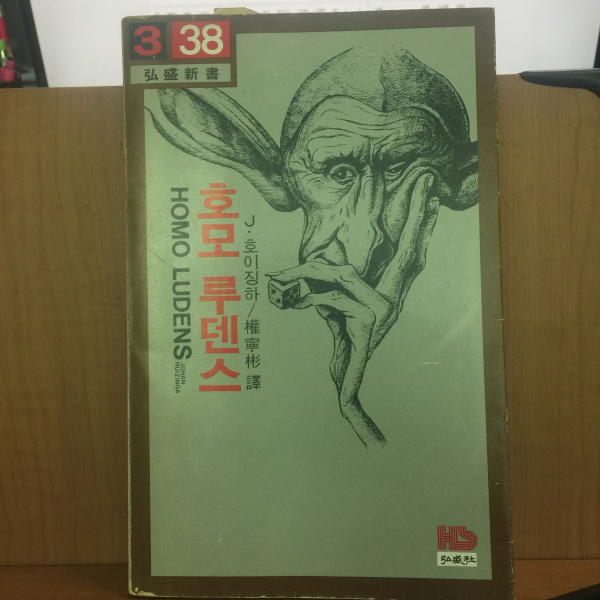 3 38
弘盛新書
호모 루덴스
HOMO LUDENS
JOHAN
HUIZINGA
J·호이징하/權寧彬 譯
HS
弘盛社